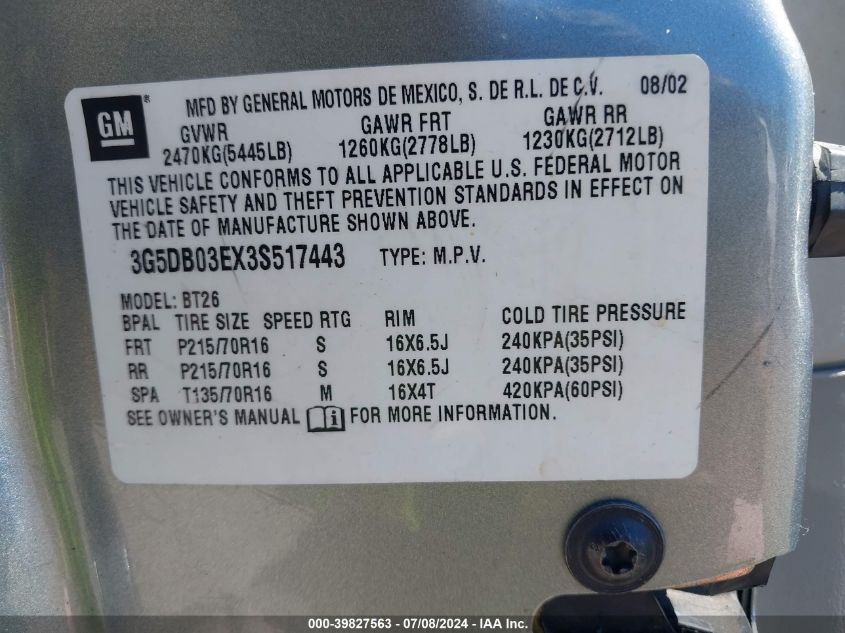 GM ® MFD BY GENERAL MOTORS DE MEXICO, S. DE R.L. DE C.V. 08/02
GVWR GAWR FRT GAWR RR
2470KG(5445LB) 1260KG(2778LB) 1230KG(2712LB)
THIS VEHICLE CONFORMS TO ALL APPLICABLE U.S. FEDERAL MOTOR
VEHICLE SAFETY AND THEFT PREVENTION STANDARDS IN EFFECT ON
THE DATE OF MANUFACTURE SHOWN ABOVE.
3G5DB03EX3S517443 TYPE: M.P.V.
MODEL: BT26
BPAL TIRE SIZE SPEED RTG RIM COLD TIRE PRESSURE
FRT P215/70R16 S 16X6.5J 240KPA(35PSI)
RR P215/70R16 S 16X6.5J 240KPA(35PSI)
SPA T135/70R16 M 16X4T 420KPA(60PSI)
SEE OWNER'S MANUAL i FOR MORE INFORMATION.
000-39827563 - 07/08/2024 - IAA Inc.